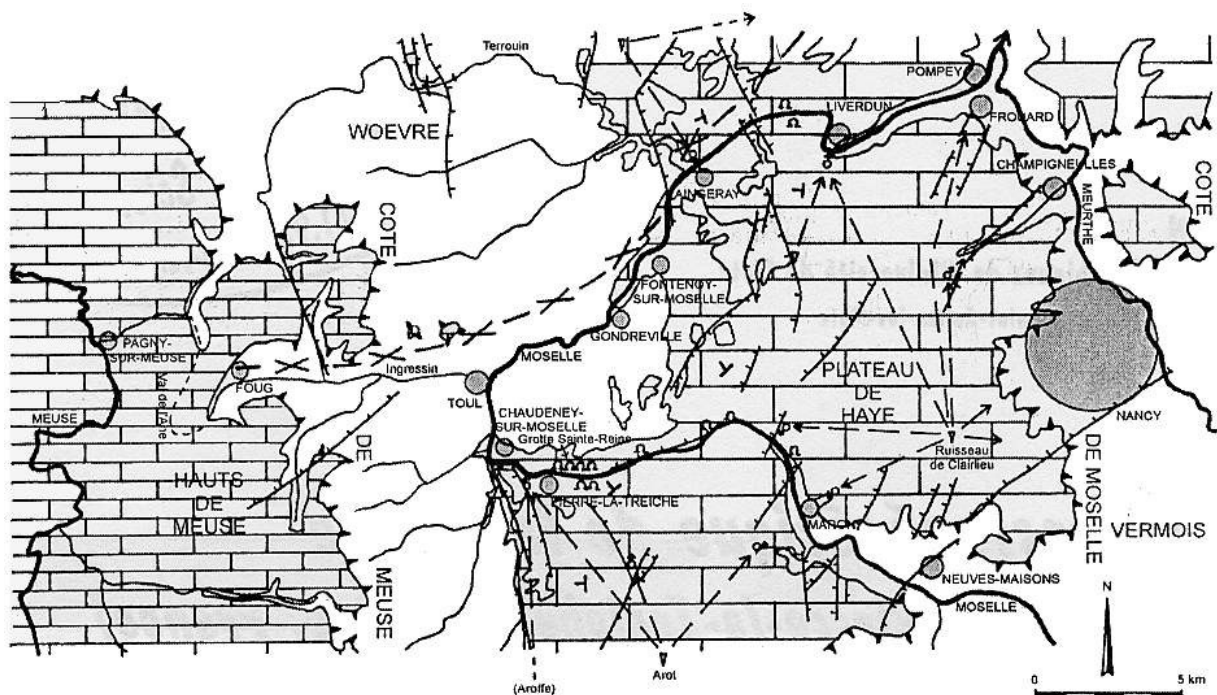 Terrouin
POMPEY
LIVERDUN
FROUARD
WOEVRE
CHAMPIGNEULLES
COTE
AINGERAY
MEURTHE
COTE
FONTENOY-
SUR-MOSELLE
GONDREVILLE
PAGNY-
SUR-MEUSE
MOSELLE
FOUG
Ingressin
PLATEAU
DE
HAYE
Val de l'Ane
TOUL
NANCY
MEUSE
CHAUDENEY-
SUR-MOSELLE
Grotte Sainte-Reine
DE
Ruisseau
de Clairlieu
DE MOSELLE
HAUTS
DE
MEUSE
PIERRE-LA-TREICHE
MARON
VERMOIS
NEUVES-MAISONS
MEUSE
MOSELLE
N
Arot
(Aroffe)
0 5 km